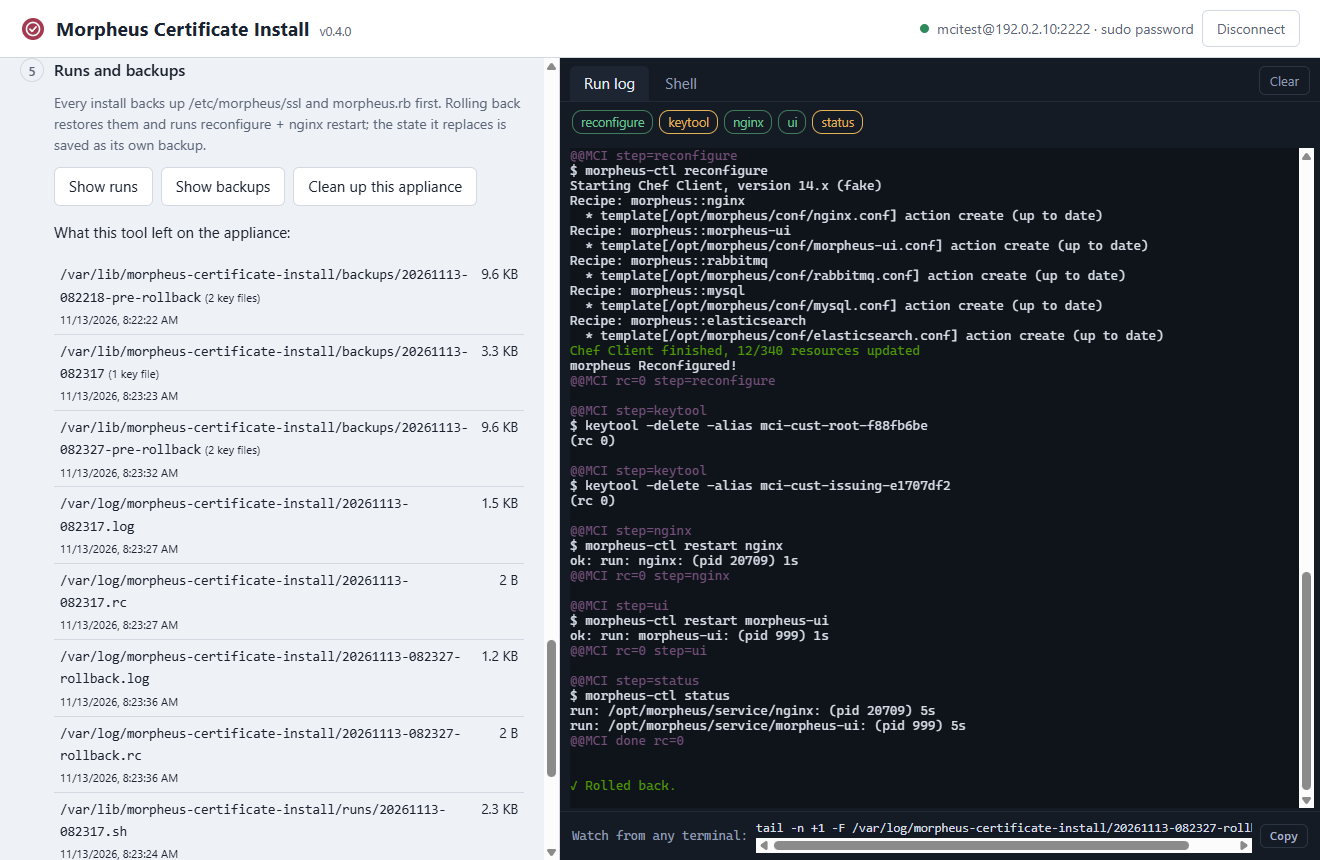 Morpheus Certificate Install v0.4.0
mcitest@192.0.2.10:2222 · sudo password
Disconnect
5 Runs and backups
Every install backs up /etc/morpheus/ssl and morpheus.rb first. Rolling back
restores them and runs reconfigure + nginx restart; the state it replaces is
saved as its own backup.
Show runs
Show backups
Clean up this appliance
What this tool left on the appliance:
/var/lib/morpheus-certificate-install/backups/20261113- 9.6 KB
082218-pre-rollback (2 key files)
11/13/2026, 8:22:22 AM
/var/lib/morpheus-certificate-install/backups/20261113- 3.3 KB
082317 (1 key file)
11/13/2026, 8:23:23 AM
/var/lib/morpheus-certificate-install/backups/20261113- 9.6 KB
082327-pre-rollback (2 key files)
11/13/2026, 8:23:32 AM
/var/log/morpheus-certificate-install/20261113- 1.5 KB
082317.log
11/13/2026, 8:23:27 AM
/var/log/morpheus-certificate-install/20261113- 2 B
082317.rc
11/13/2026, 8:23:27 AM
/var/log/morpheus-certificate-install/20261113-082327- 1.2 KB
rollback.log
11/13/2026, 8:23:36 AM
/var/log/morpheus-certificate-install/20261113-082327- 2 B
rollback.rc
11/13/2026, 8:23:36 AM
/var/lib/morpheus-certificate-install/runs/20261113- 2.3 KB
082317.sh
11/13/2026, 8:23:24 AM
Run log
Shell
Clear
reconfigure
keytool
nginx
ui
status
@@MCI step=reconfigure
$ morpheus-ctl reconfigure
Starting Chef Client, version 14.x (fake)
Recipe: morpheus::nginx
* template[/opt/morpheus/conf/nginx.conf] action create (up to date)
Recipe: morpheus::morpheus-ui
* template[/opt/morpheus/conf/morpheus-ui.conf] action create (up to date)
Recipe: morpheus::rabbitmq
* template[/opt/morpheus/conf/rabbitmq.conf] action create (up to date)
Recipe: morpheus::mysql
* template[/opt/morpheus/conf/mysql.conf] action create (up to date)
Recipe: morpheus::elasticsearch
* template[/opt/morpheus/conf/elasticsearch.conf] action create (up to date)
Chef Client finished, 12/340 resources updated
morpheus Reconfigured!
@@MCI rc=0 step=reconfigure
@@MCI step=keytool
$ keytool -delete -alias mci-cust-root-f88fb6be
(rc 0)
@@MCI step=keytool
$ keytool -delete -alias mci-cust-issuing-e1707df2
(rc 0)
@@MCI step=nginx
$ morpheus-ctl restart nginx
ok: run: nginx: (pid 20709) 1s
@@MCI rc=0 step=nginx
@@MCI step=ui
$ morpheus-ctl restart morpheus-ui
ok: run: morpheus-ui: (pid 999) 1s
@@MCI rc=0 step=ui
@@MCI step=status
$ morpheus-ctl status
run: /opt/morpheus/service/nginx: (pid 20709) 5s
run: /opt/morpheus/service/morpheus-ui: (pid 999) 5s
@@MCI done rc=0
✓ Rolled back.
Watch from any terminal: tail -n +1 -F /var/log/morpheus-certificate-install/20261113-082327-roll
Copy